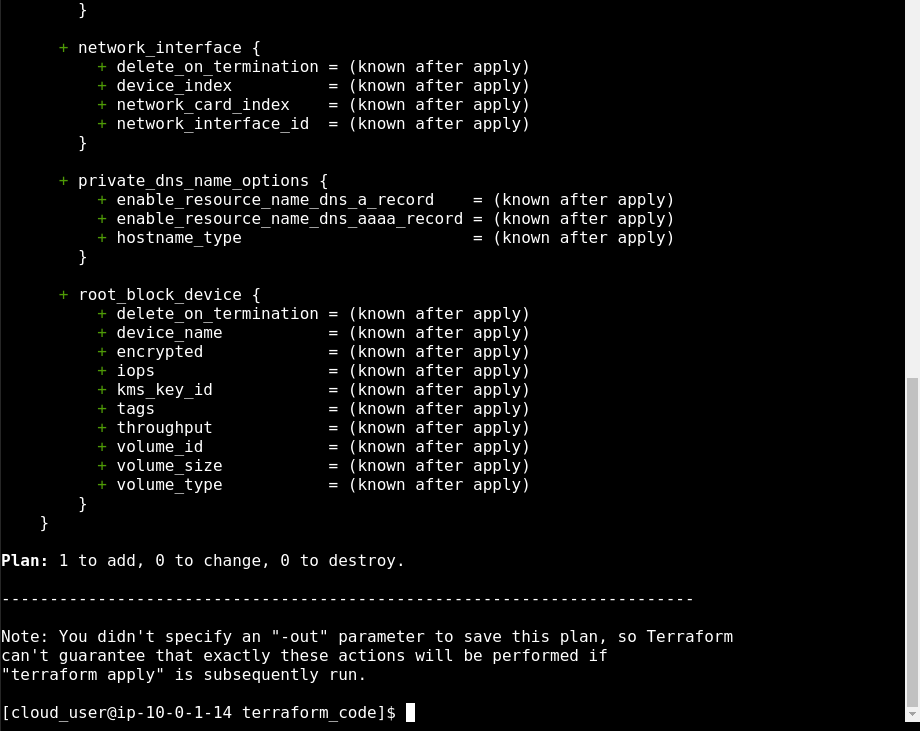 }

      + network_interface {
          + delete_on_termination = (known after apply)
          + device_index          = (known after apply)
          + network_card_index    = (known after apply)
          + network_interface_id  = (known after apply)
        }

      + private_dns_name_options {
          + enable_resource_name_dns_a_record    = (known after apply)
          + enable_resource_name_dns_aaaa_record = (known after apply)
          + hostname_type                        = (known after apply)
        }

      + root_block_device {
          + delete_on_termination = (known after apply)
          + device_name           = (known after apply)
          + encrypted             = (known after apply)
          + iops                  = (known after apply)
          + kms_key_id            = (known after apply)
          + tags                  = (known after apply)
          + throughput            = (known after apply)
          + volume_id             = (known after apply)
          + volume_size           = (known after apply)
          + volume_type           = (known after apply)
        }
    }

Plan: 1 to add, 0 to change, 0 to destroy.

------------------------------------------------------------------------

Note: You didn't specify an "-out" parameter to save this plan, so Terraform
can't guarantee that exactly these actions will be performed if
"terraform apply" is subsequently run.

[cloud_user@ip-10-0-1-14 terraform_code]$